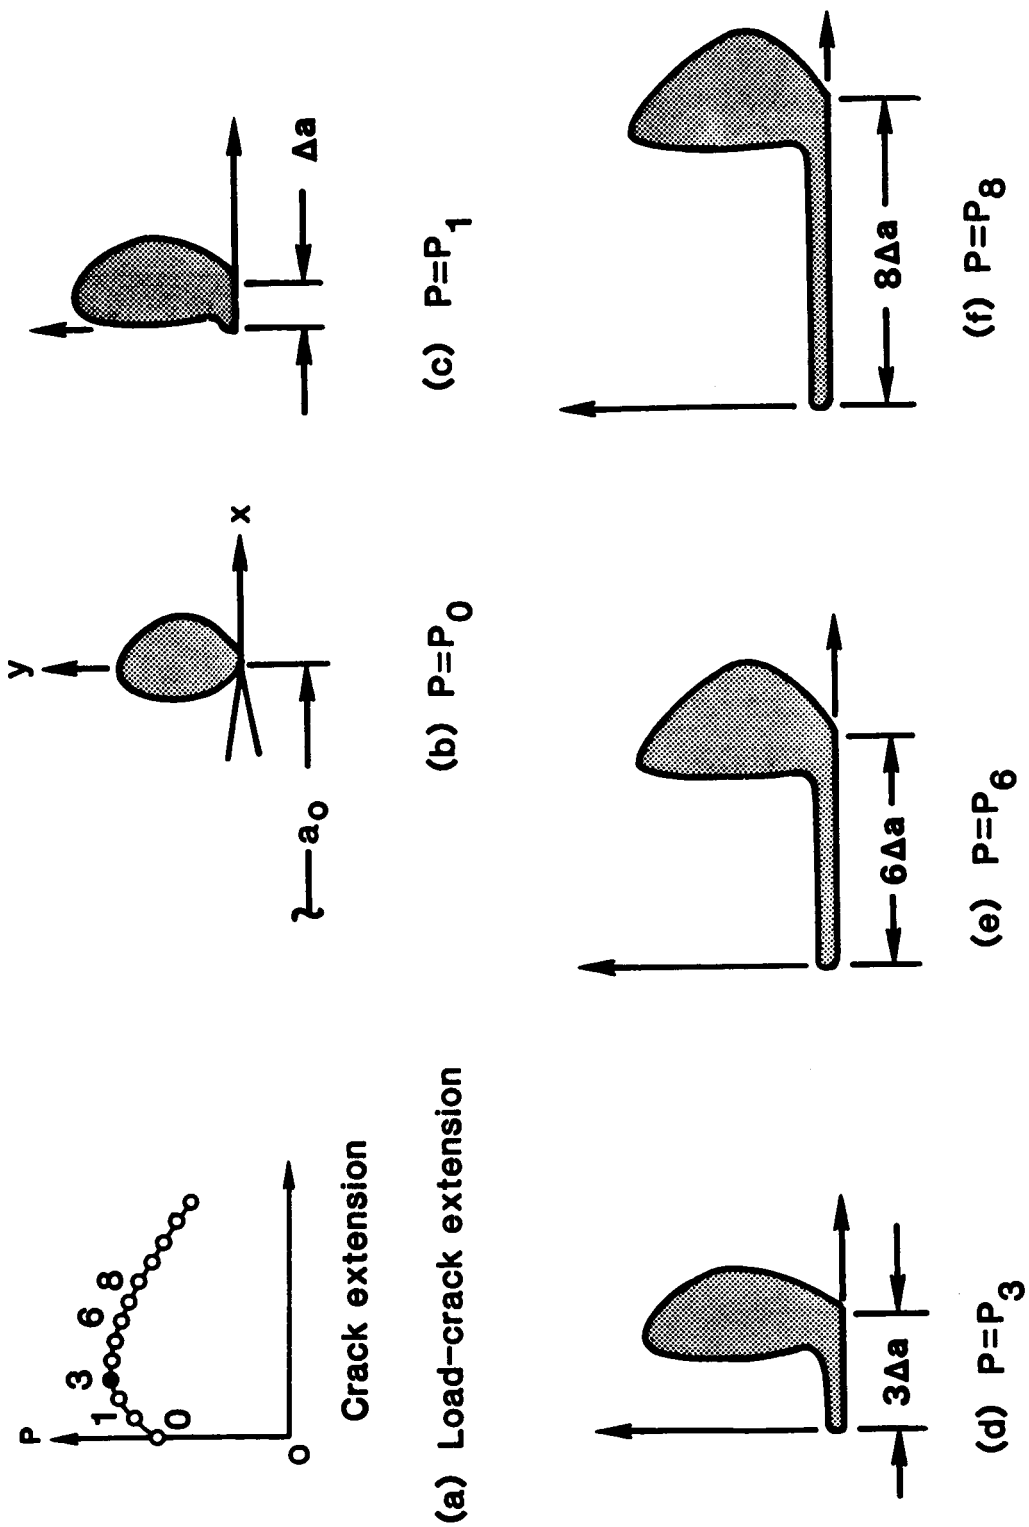 P
0
1
3
6
8
O
Crack extension
(a) Load-crack extension
y
x
a₀
(b) P=P₀
Δa
(c) P=P₁
3Δa
(d) P=P₃
6Δa
(e) P=P₆
8Δa
(f) P=P₈